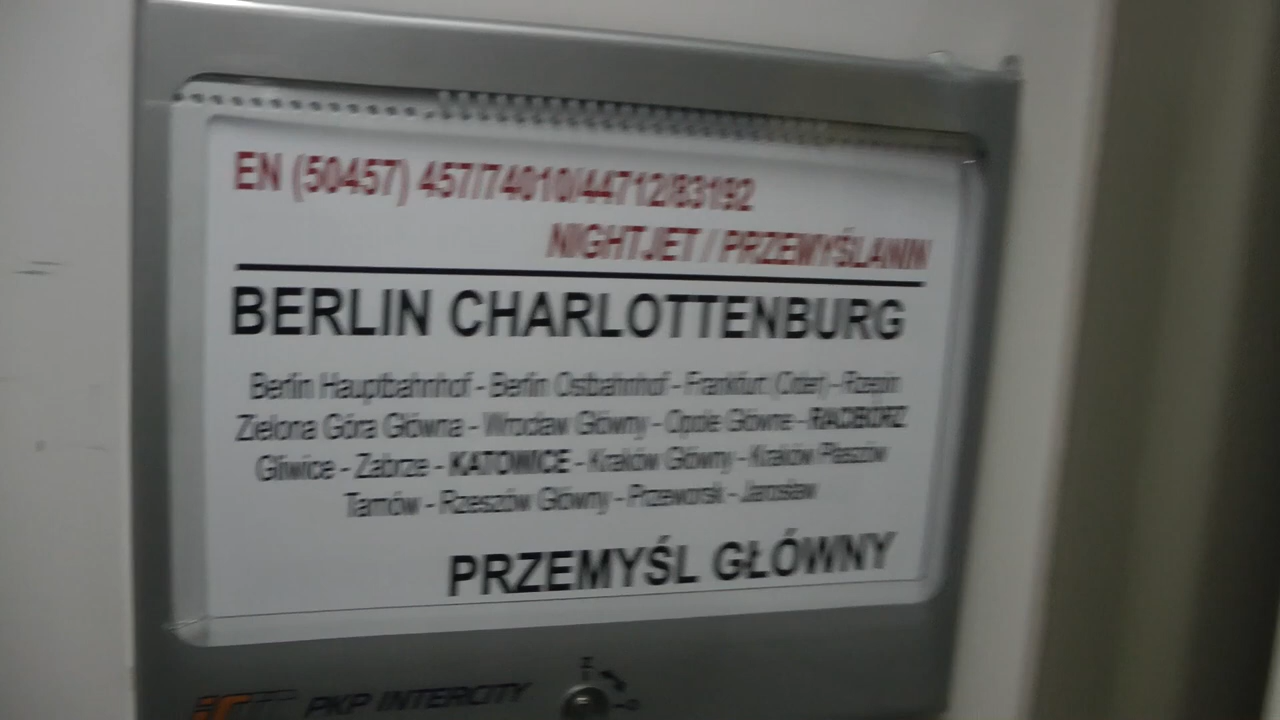 EN (50457) 457/74010/44712/83192
NIGHTJET / PRZEMYŚLANIN
BERLIN CHARLOTTENBURG
Berlin Hauptbahnhof - Berlin Ostbahnhof - Frankfurt (Oder) - Rzepin
Zielona Góra Główna - Wrocław Główny - Opole Główne - RACIBÓRZ
Gliwice - Zabrze - KATOWICE - Kraków Główny - Kraków Płaszów
Tarnów - Rzeszów Główny - Przeworsk - Jarosław
PRZEMYŚL GŁÓWNY
PKP INTERCITY